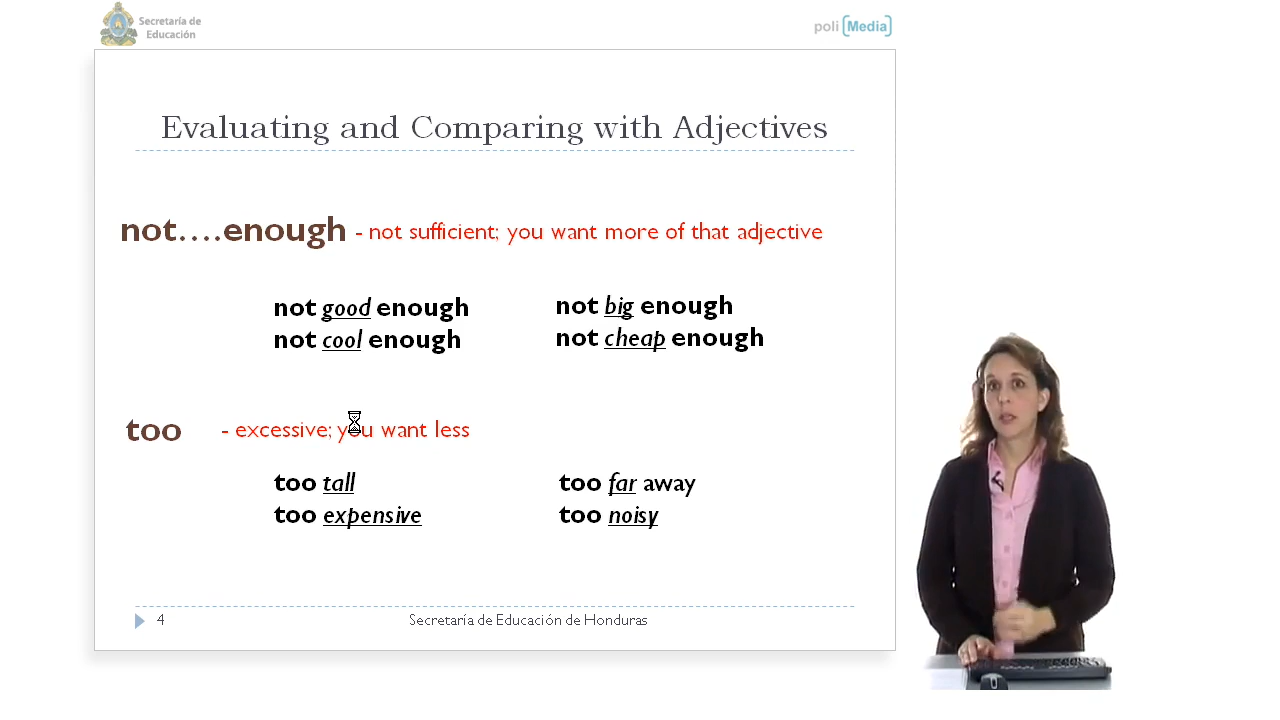 Secretaría de
Educación
poli [Media]
Evaluating and Comparing with Adjectives
not....enough - not sufficient; you want more of that adjective
not good enough
not cool enough
not big enough
not cheap enough
too - excessive; you want less
too tall
too expensive
too far away
too noisy
4
Secretaría de Educación de Honduras